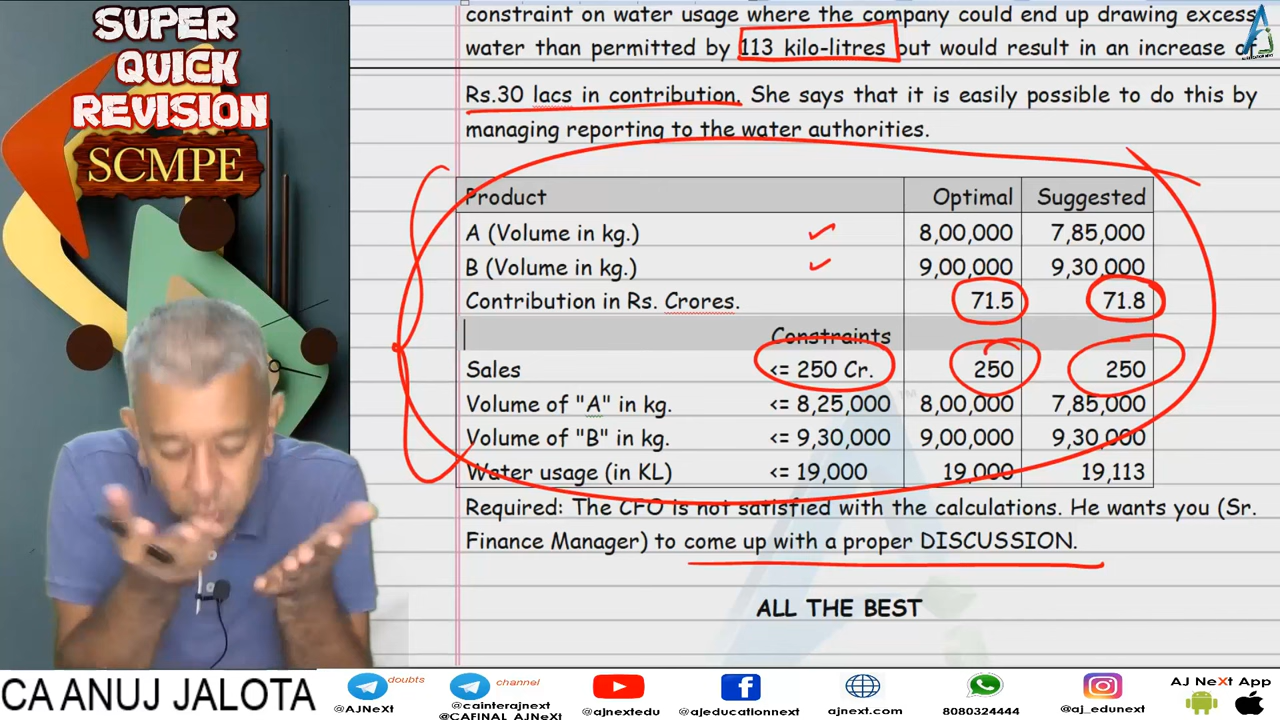 SUPER
QUICK
REVISION
SCMPE
constraint on water usage where the company could end up drawing excess
water than permitted by 113 kilo-litres but would result in an increase of
Rs.30 lacs in contribution. She says that it is easily possible to do this by
managing reporting to the water authorities.
Product Optimal Suggested
A (Volume in kg.) 8,00,000 7,85,000
B (Volume in kg.) 9,00,000 9,30,000
Contribution in Rs. Crores. 71.5 71.8
Constraints
Sales <= 250 Cr. 250 250
Volume of "A" in kg. <= 8,25,000 8,00,000 7,85,000
Volume of "B" in kg. <= 9,30,000 9,00,000 9,30,000
Water usage (in KL) <= 19,000 19,000 19,113
Required: The CFO is not satisfied with the calculations. He wants you (Sr.
Finance Manager) to come up with a proper DISCUSSION.
ALL THE BEST
CA ANUJ JALOTA
doubts
@AJNeXt
channel
@cainterajnext
@CAFINAL_AJNeXt
@ajnextedu
@ajeducationnext
ajnext.com
8080324444
@aj_edunext
AJ NeXt App